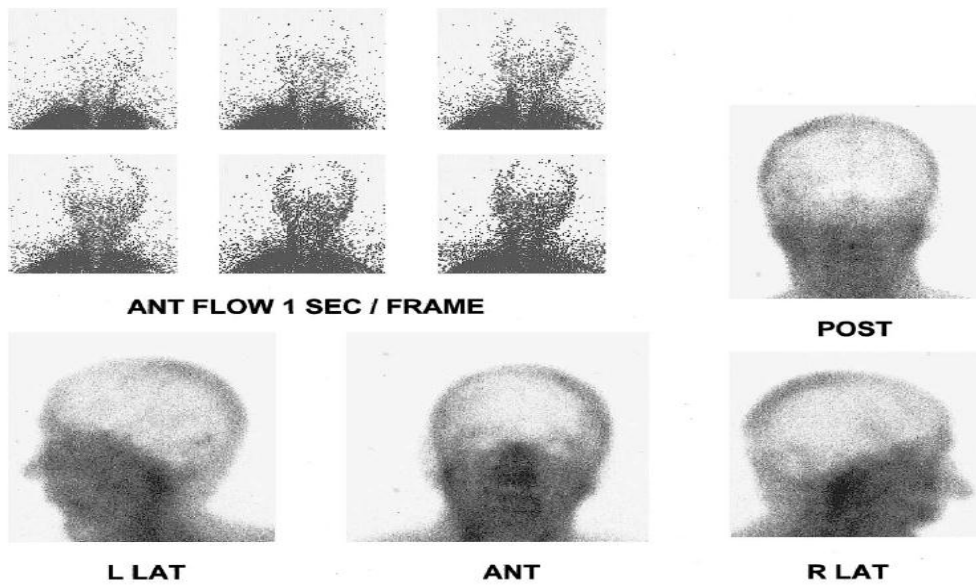 ANT FLOW 1 SEC / FRAME
POST
L LAT
ANT
R LAT